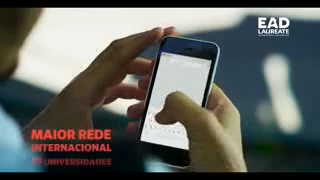 EAD
LAUREATE
MAIOR REDE
INTERNACIONAL
UNIVERSIDADES